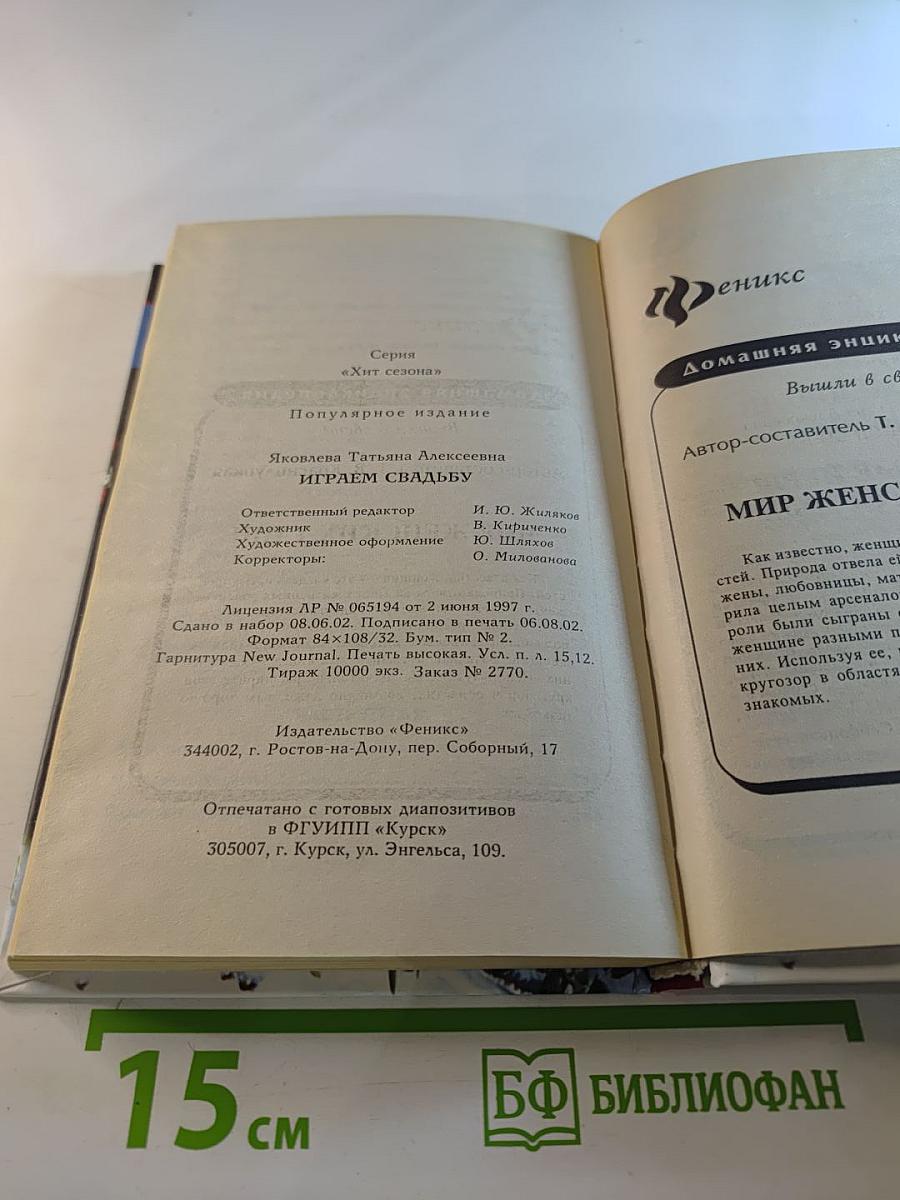 Серия
«Хит сезона»
Популярное издание
Яковлева Татьяна Алексеевна
ИГРАЕМ СВАДЬБУ
Ответственный редактор И. Ю. Жиляков
Художник В. Кириченко
Художественное оформление Ю. Шляхов
Корректоры: О. Милованова
Лицензия ЛР № 065194 от 2 июня 1997 г.
Сдано в набор 08.06.02. Подписано в печать 06.08.02.
Формат 84×108/32. Бум. тип № 2.
Гарнитура New Journal. Печать высокая. Усл. п. л. 15,12.
Тираж 10000 экз. Заказ № 2770.
Издательство «Феникс»
344002, г. Ростов-на-Дону, пер. Соборный, 17
Отпечатано с готовых диапозитивов
в ФГУИПП «Курск»
305007, г. Курск, ул. Энгельса, 109.
Феникс
Домашняя энцик
Вышли в св
Автор-составитель Т.
МИР ЖЕНС
Как известно, женщи
стей. Природа отвела ей
жены, любовницы, мат
рила целым арсенало
роли были сыграны
женщине разными п
них. Используя ее,
кругозор в областя
знакомых.
15 см
БФ БИБЛИОФАН